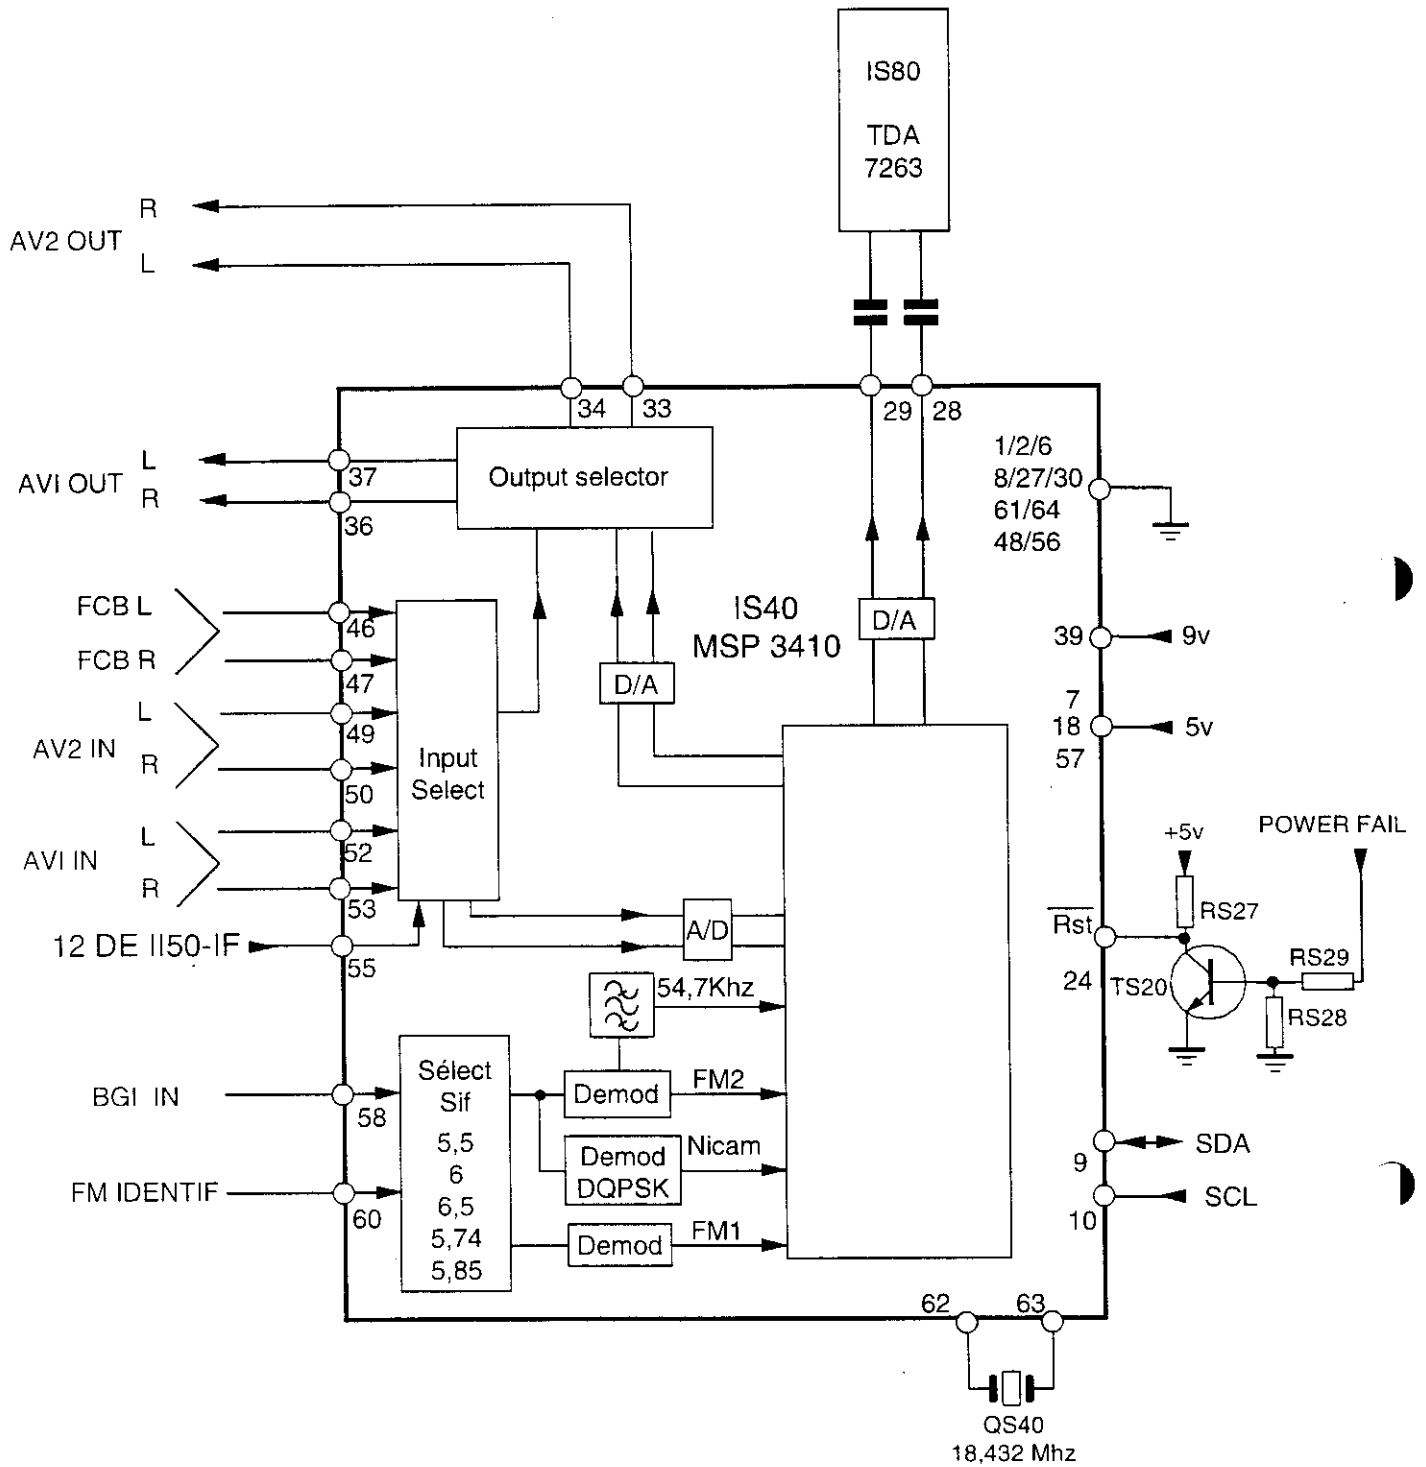 IS80
TDA
7263
R
AV2 OUT
L
34
33
29
28
L
AVI OUT
R
37
36
Output selector
1/2/6
8/27/30
61/64
48/56
FCB L
46
FCB R
47
IS40
MSP 3410
D/A
D/A
39
9v
L
49
AV2 IN
R
50
Input
Select
7
18
57
5v
L
52
AVI IN
R
53
+5v
POWER FAIL
RS27
12 DE II50-IF
55
A/D
Rst
24
TS20
RS29
RS28
54,7Khz
BGI IN
58
Séléct
Sif
5,5
6
6,5
5,74
5,85
Demod
FM2
Demod
DQPSK
Nicam
FM IDENTIF
60
Demod
FM1
9
SDA
10
SCL
62
63
QS40
18,432 Mhz